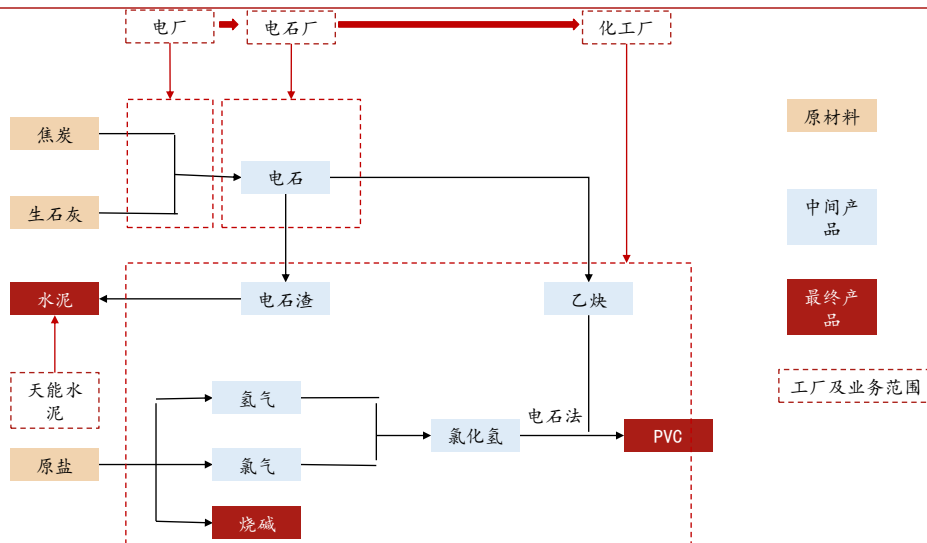 电厂
电石厂
化工厂
焦炭
原材料
电石
生石灰
中间产
品
水泥
电石渣
乙炔
最终产
品
天能水
泥
氢气
工厂及业务范围
电石法
氯化氢
PVC
原盐
氯气
烧碱